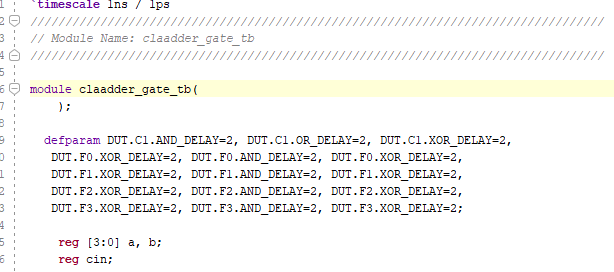 1 `timescale 1ns / 1ps
2 //////////////////////////////////////////////////////////////////////////////////
3 // Module Name: claadder_gate_tb
4 //////////////////////////////////////////////////////////////////////////////////
5
6 module claadder_gate_tb(
7 );
8
9 defparam DUT.C1.AND_DELAY=2, DUT.C1.OR_DELAY=2, DUT.C1.XOR_DELAY=2,
0 DUT.F0.XOR_DELAY=2, DUT.F0.AND_DELAY=2, DUT.F0.XOR_DELAY=2,
1 DUT.F1.XOR_DELAY=2, DUT.F1.AND_DELAY=2, DUT.F1.XOR_DELAY=2,
2 DUT.F2.XOR_DELAY=2, DUT.F2.AND_DELAY=2, DUT.F2.XOR_DELAY=2,
3 DUT.F3.XOR_DELAY=2, DUT.F3.AND_DELAY=2, DUT.F3.XOR_DELAY=2;
4
5 reg [3:0] a, b;
6 reg cin;